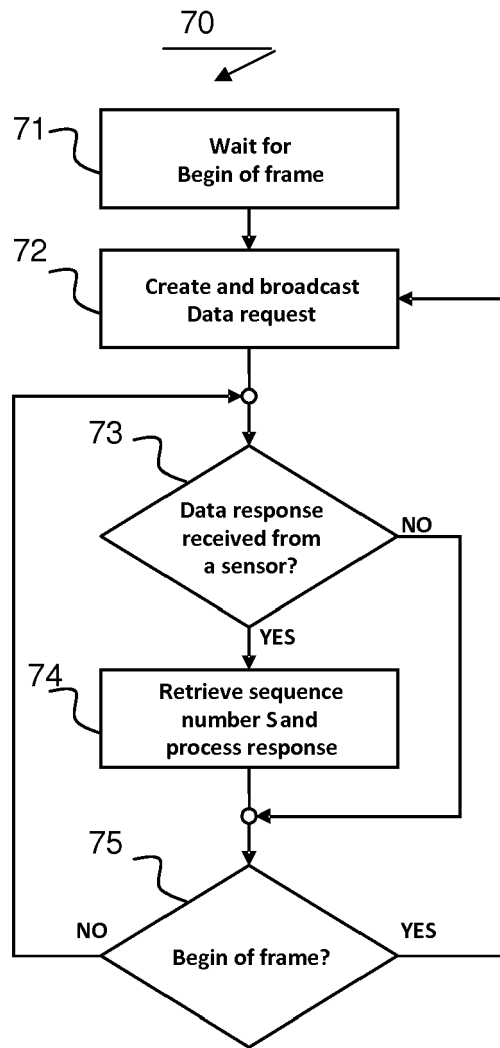 70
71
Wait for
Begin of frame
72
Create and broadcast
Data request
73
Data response
received from
a sensor?
NO
YES
74
Retrieve sequence
number S and
process response
75
NO
Begin of frame?
YES